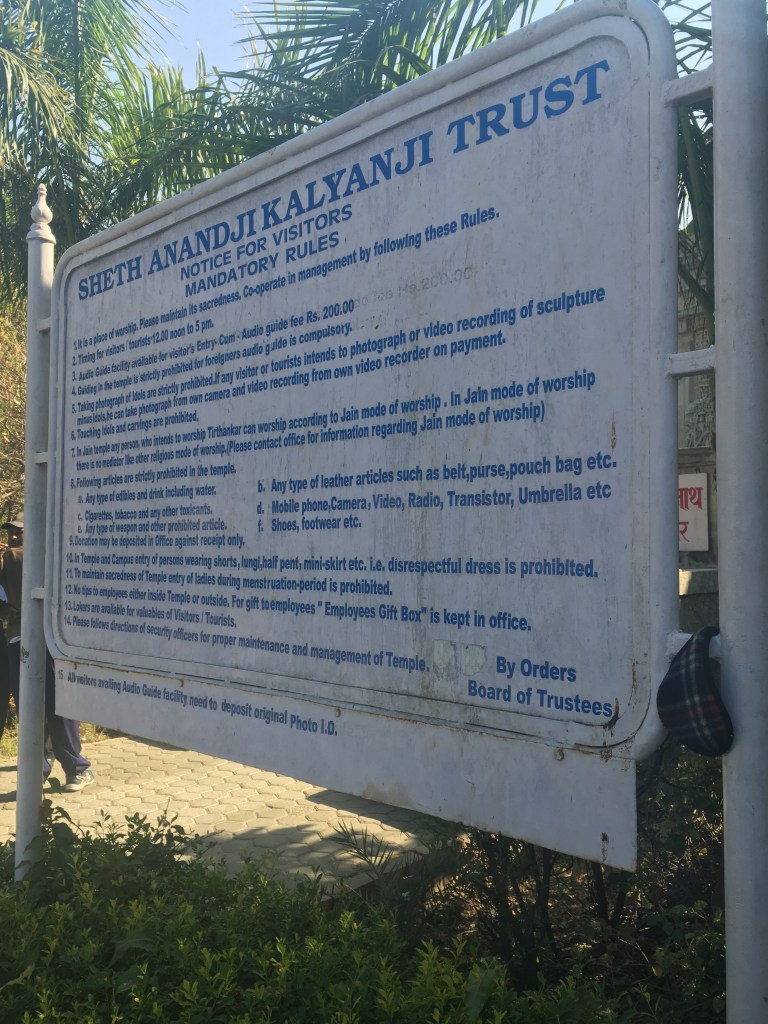 SHETH ANANDJI KALYANJI TRUST
NOTICE FOR VISITORS
MANDATORY RULES
1. It is a place of worship. Please maintain its sacredness. Co-operate in management by following these Rules.
2. Timing for visitors / tourists-12.00 noon to 5 pm.
3. Audio Guide facility available for visitor's Entry- Cum - Audio guide fee Rs. 200.00
4. Guiding in the temple is strictly prohibited for foreigners audio guide is compulsory.
5. Taking photograph of idols are strictly prohibited.If any visitor or tourists intends to photograph or video recording of sculpture
minas idols,he can take photograph from own camera and video recording from own video recorder on payment.
6. Touching Idols and carvings are prohibited.
7. In Jain temple any person, who intends to worship Tirthankar can worship according to Jain mode of worship . In Jain mode of worship
there is no mediator like other religious mode of worship,(Please contact office for information regarding Jain mode of worship)
8. Following articles are strictly prohibited in the temple.
a. Any type of edibles and drink including water. b. Any type of leather articles such as belt,purse,pouch bag etc.
c. Cigarettes, tobacco and any other toxicants. d. Mobile phone,Camera, Video, Radio, Transistor, Umbrella etc
e. Any type of weapon and other prohibited article. f. Shoes, footwear etc.
9. Donation may be deposited in Office against receipt only.
10. In Temple and Campus entry of persons wearing shorts, lungi,half pent, mini-skirt etc. i.e. disrespectful dress is prohibited.
11. To maintain sacredness of Temple entry of ladies during menstruation-period is prohibited.
12. No tips to employees either inside Temple or outside. For gift to employees " Employees Gift Box" is kept in office.
13. Lokers are available for valuables of Visitors / Tourists.
14. Please follows directions of security officers for proper maintenance and management of Temple.
By Orders
Board of Trustees
15 All visiters availing Audio Guide facility need to deposit original Photo I.D.